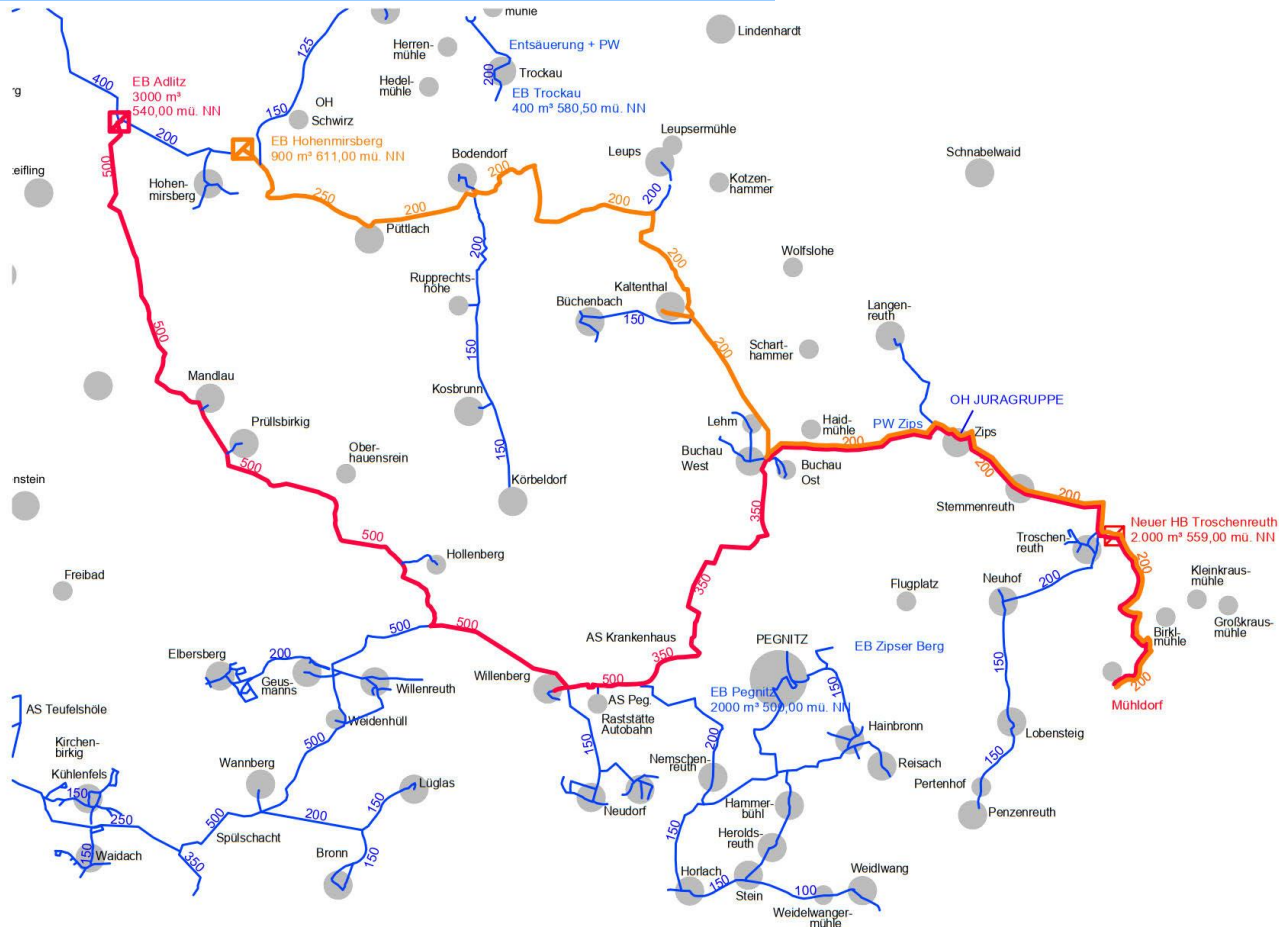 mühle
Lindenhardt
Herren-
mühle
Entsäuerung + PW
125
400
200
Trockau
EB Adlitz
3000 m³
540,00 mü. NN
Hedel-
mühle
EB Trockau
400 m³ 580,50 mü. NN
rg
150
OH
Schwirz
200
EB Hohenmirsberg
900 m³ 611,00 mü. NN
Leupsermühle
Leups
Bodendorf
Schnabelwaid
500
200
eifling
Hohen-
mirsberg
250
200
200
200
Kotzen-
hammer
Püttlach
200
200
Wolfslohe
Rupprechts-
höhe
Kaltenthal
Büchenbach
150
Langen-
reuth
500
150
200
Schart-
hammer
Mandlau
Kosbrunn
OH JURAGRUPPE
Prüllsbirkig
Lehm
Haid-
mühle
PW Zips
Zips
200
Ober-
hauensrein
150
Buchau
West
Buchau
Ost
500
200
nstein
Körbeldorf
350
200
Stemmenreuth
Neuer HB Troschenreuth
2.000 m³ 559,00 mü. NN
500
Troschen-
reuth
Hollenberg
200
Freibad
350
Flugplatz
Neuhof
200
Kleinkraus-
mühle
Großkraus-
mühle
Birkl-
mühle
500
500
AS Krankenhaus
PEGNITZ
EB Zipser Berg
Elbersberg
200
350
150
Geus-
manns
Willenreuth
Willenberg
500
EB Pegnitz
2000 m³ 500,00 mü. NN
150
200
Mühldorf
AS Teufelshöle
AS Peg.
Raststätte
Autobahn
Weidenhüll
Hainbronn
Lobensteig
Kirchen-
birkig
500
150
200
Kühlenfels
Wannberg
Nemschen-
reuth
Reisach
150
Lüglas
Pertenhof
150
150
Neudorf
Hammer-
bühl
Penzenreuth
250
500
200
Spülschacht
150
Herolds-
reuth
150
Waidach
350
Bronn
150
Horlach
150
Stein
100
Weidlwang
Weidelwanger-
mühle